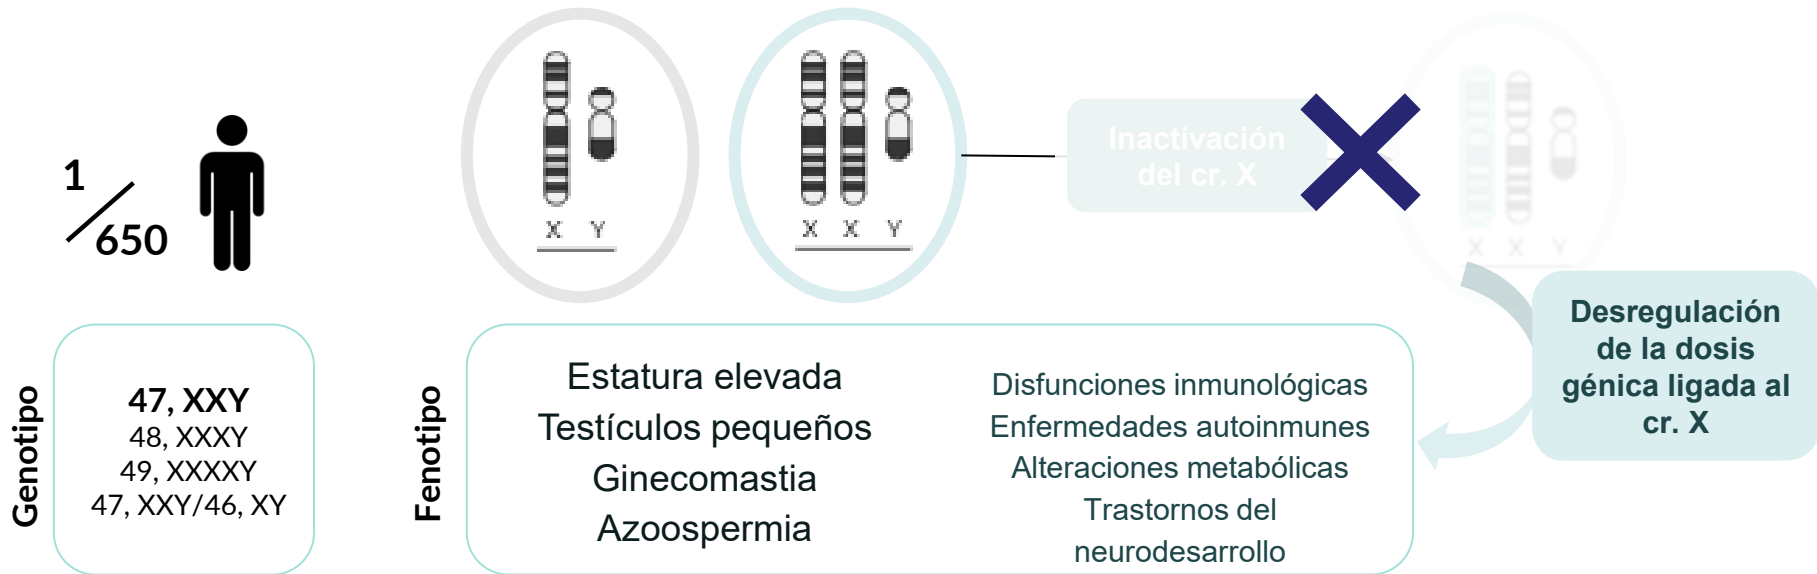 1
/
650
X Y
X X Y
Inactivación
del cr. X
X X Y
Genotipo
47, XXY
48, XXXY
49, XXXXY
47, XXY/46, XY
Fenotipo
Estatura elevada
Testículos pequeños
Ginecomastia
Azoospermia
Disfunciones inmunológicas
Enfermedades autoinmunes
Alteraciones metabólicas
Trastornos del
neurodesarrollo
Desregulación
de la dosis
génica ligada al
cr. X